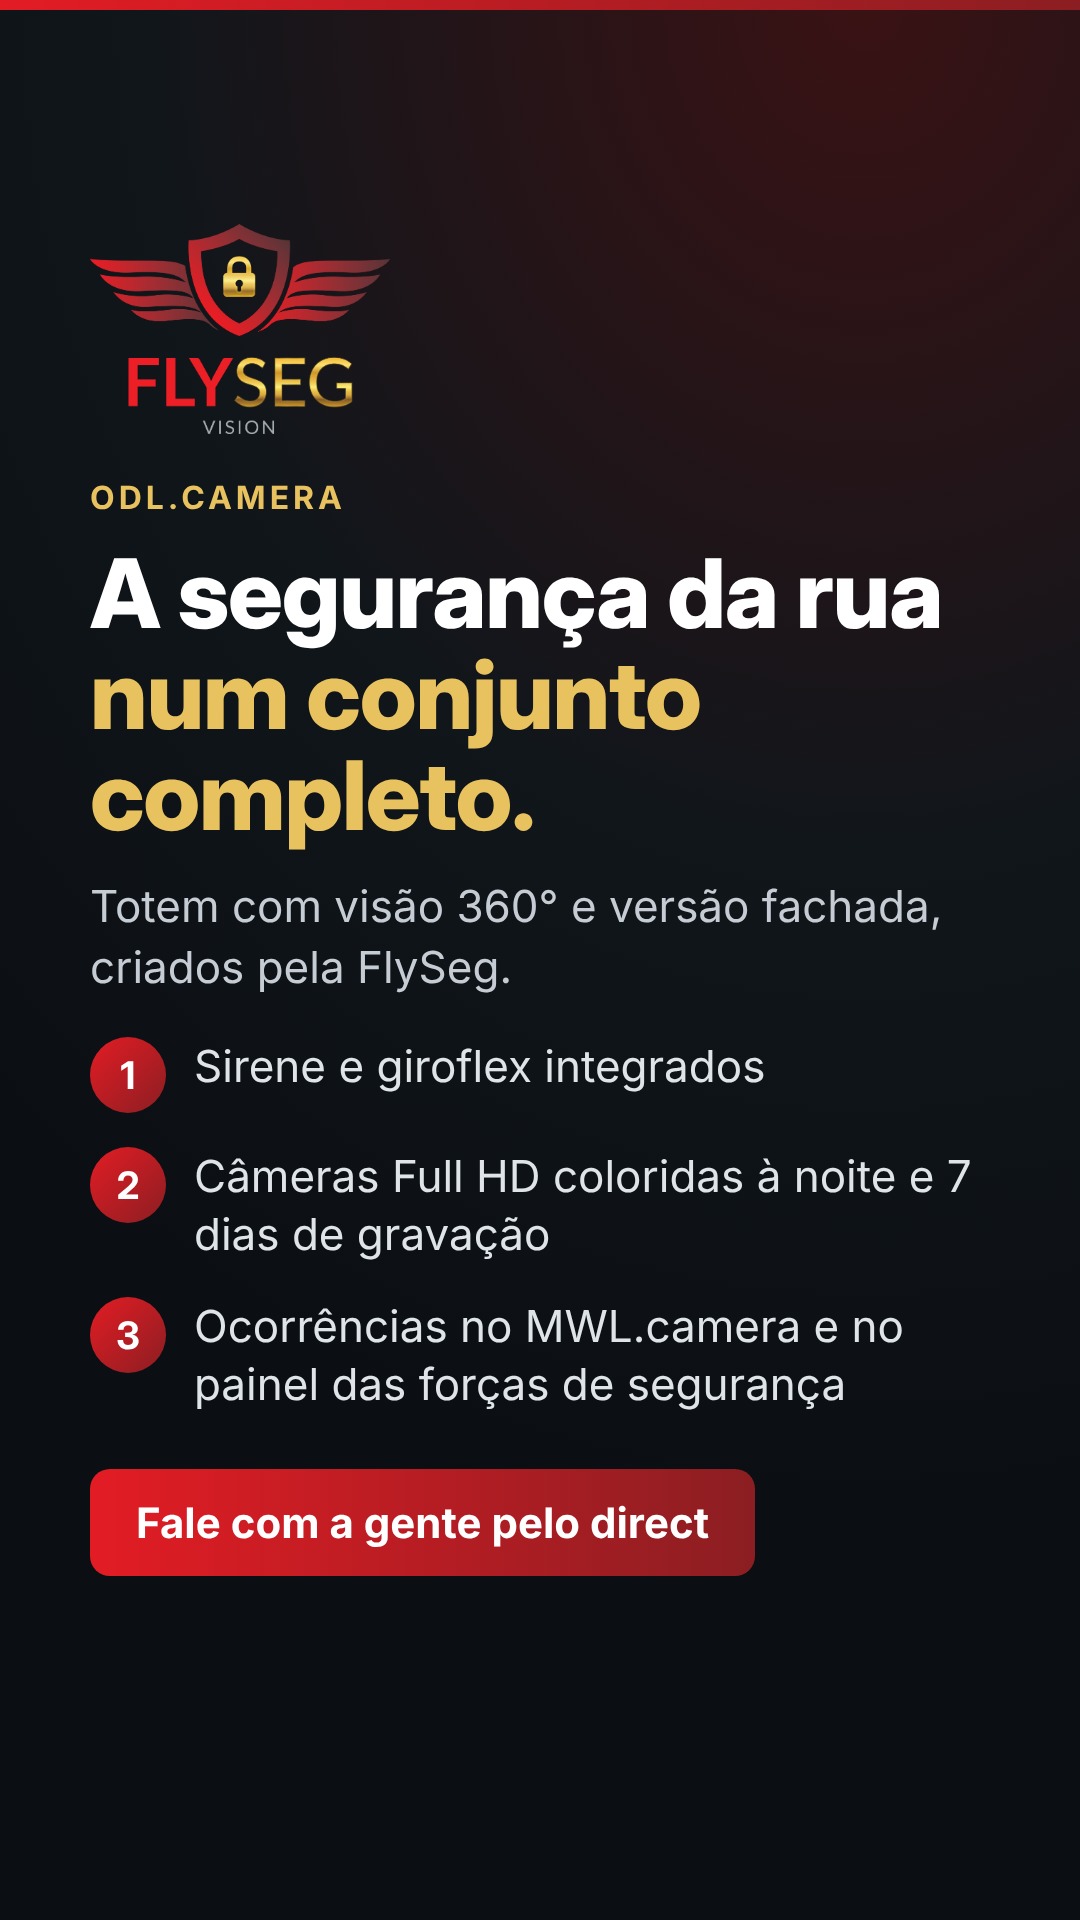 FLYSEG
VISION
ODL.CAMERA
A segurança da rua
num conjunto
completo.
Totem com visão 360° e versão fachada,
criados pela FlySeg.
1 Sirene e giroflex integrados
2 Câmeras Full HD coloridas à noite e 7
dias de gravação
3 Ocorrências no MWL.camera e no
painel das forças de segurança
Fale com a gente pelo direct